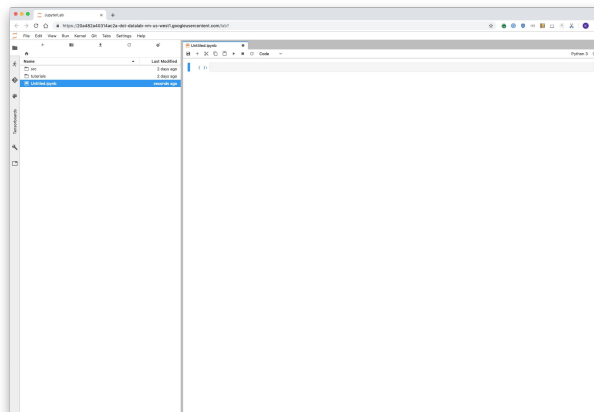 JupyterLab
https://20a482a40314ac2a-dot-datalab-vm-us-west1.googleusercontent.com/lab?
File Edit View Run Kernel Git Tabs Settings Help
Untitled.ipynb
Code
Python 3
Name
Last Modified
src
2 days ago
tutorials
2 days ago
Untitled.ipynb
seconds ago
[ ]:
Tensorboards